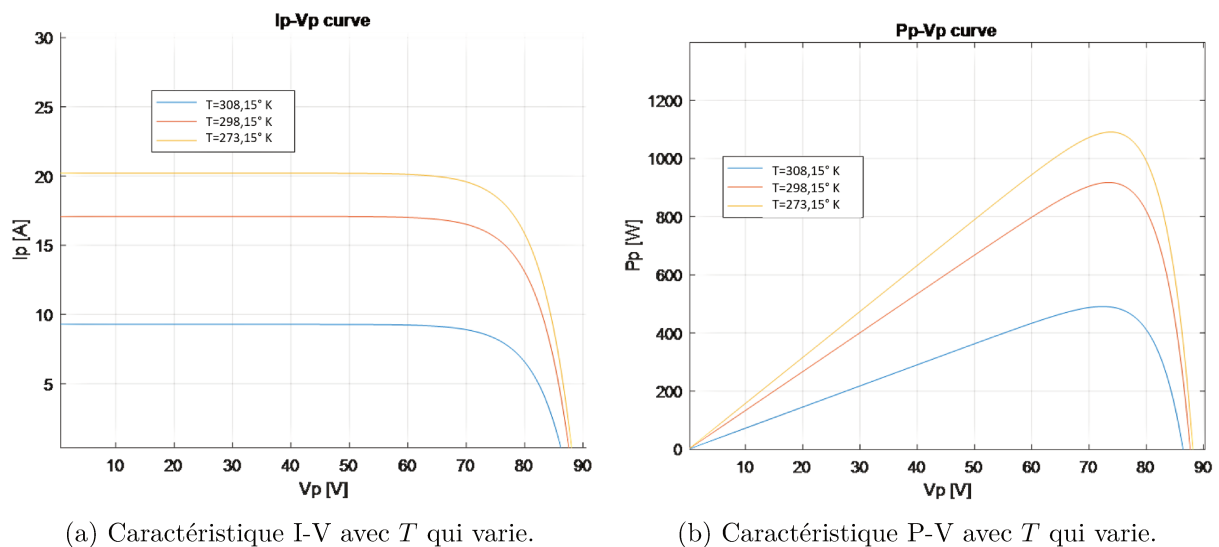 Ip-Vp curve
30
25
20
15
10
5
Ip [A]
T=308,15° K
T=298,15° K
T=273,15° K
10 20 30 40 50 60 70 80 90
Vp [V]
(a) Caractéristique I-V avec T qui varie.
Pp-Vp curve
1200
1000
800
600
400
200
0
Pp [W]
T=308,15° K
T=298,15° K
T=273,15° K
10 20 30 40 50 60 70 80 90
Vp [V]
(b) Caractéristique P-V avec T qui varie.